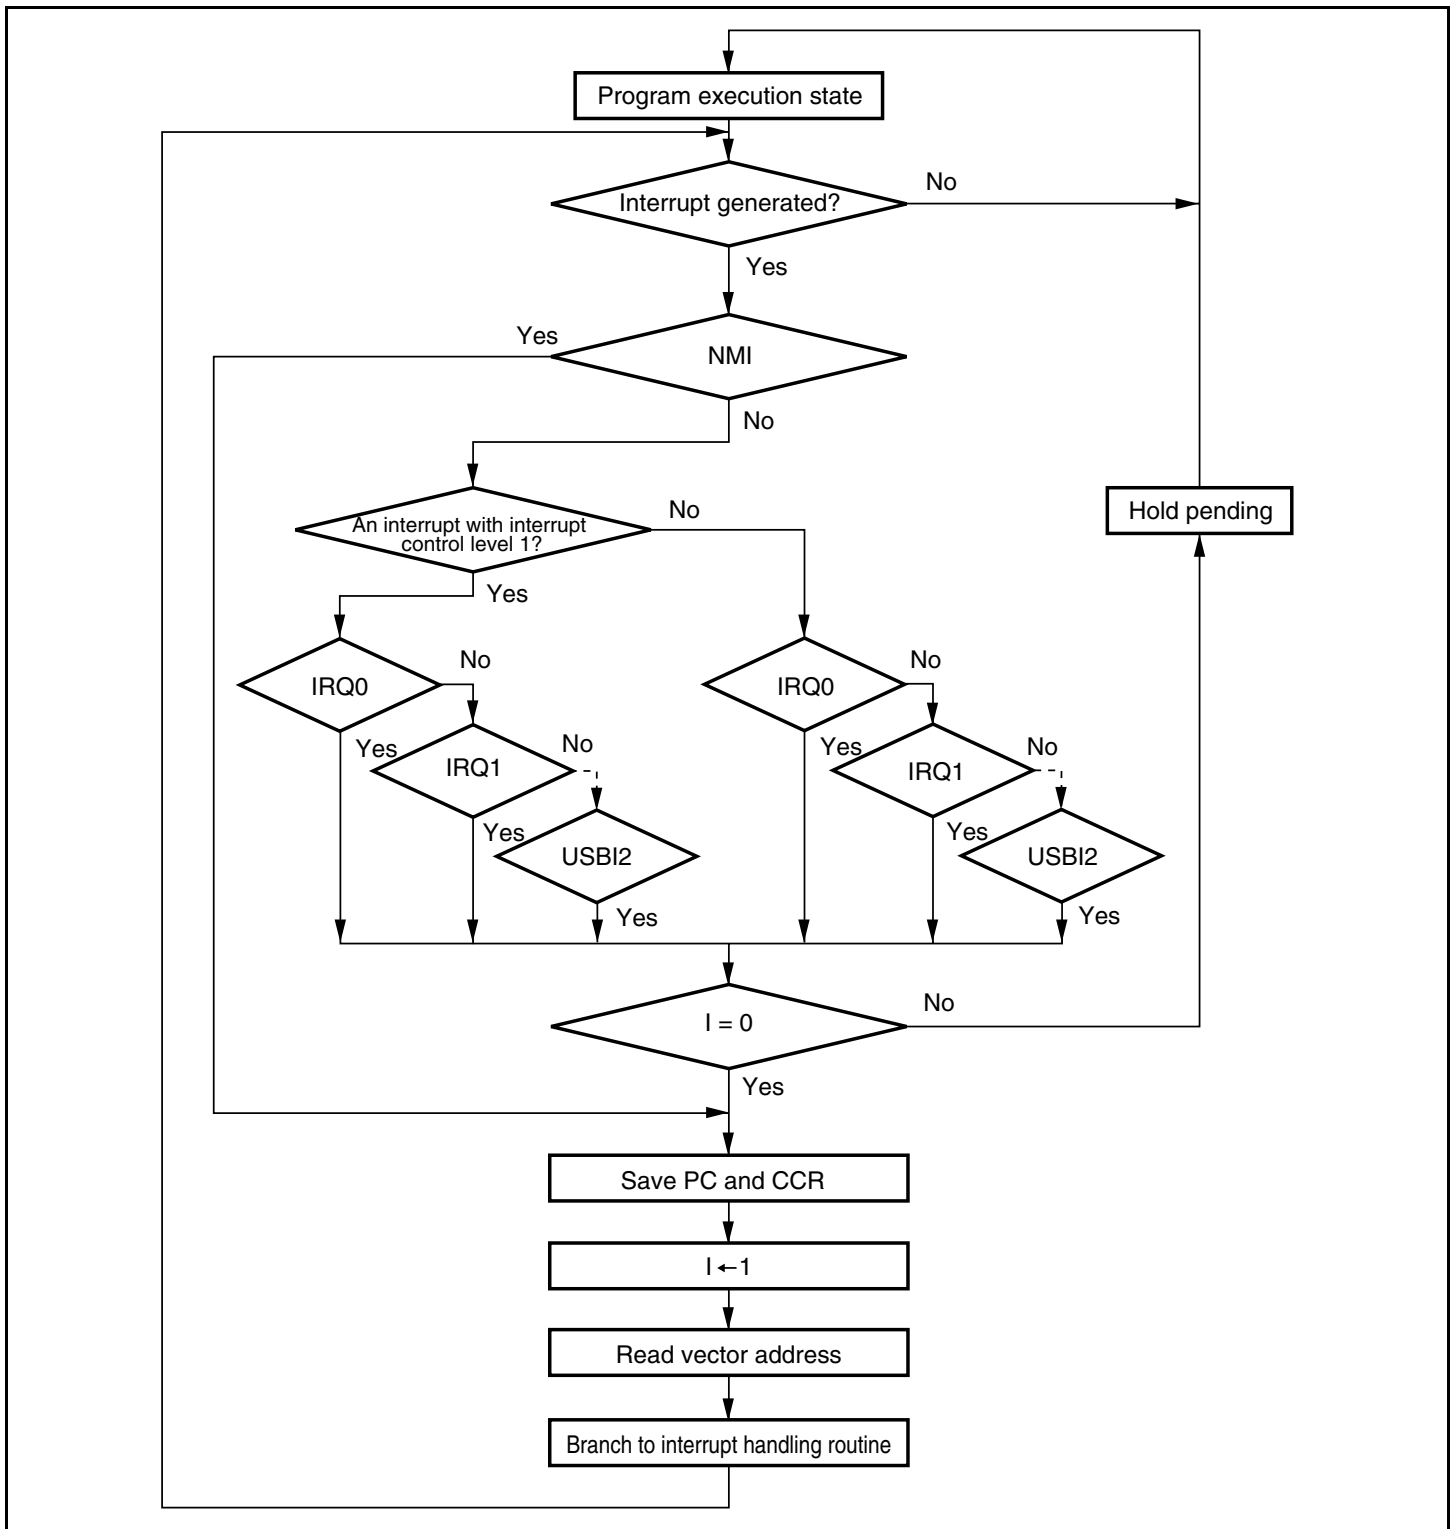 Program execution state
Interrupt generated?
No
Yes
Yes
NMI
No
An interrupt with interrupt
control level 1?
No
Hold pending
Yes
IRQ0
No
IRQ0
No
Yes
IRQ1
No
Yes
IRQ1
No
Yes
USBI2
Yes
USBI2
Yes
Yes
I = 0
No
Yes
Save PC and CCR
I ←1
Read vector address
Branch to interrupt handling routine